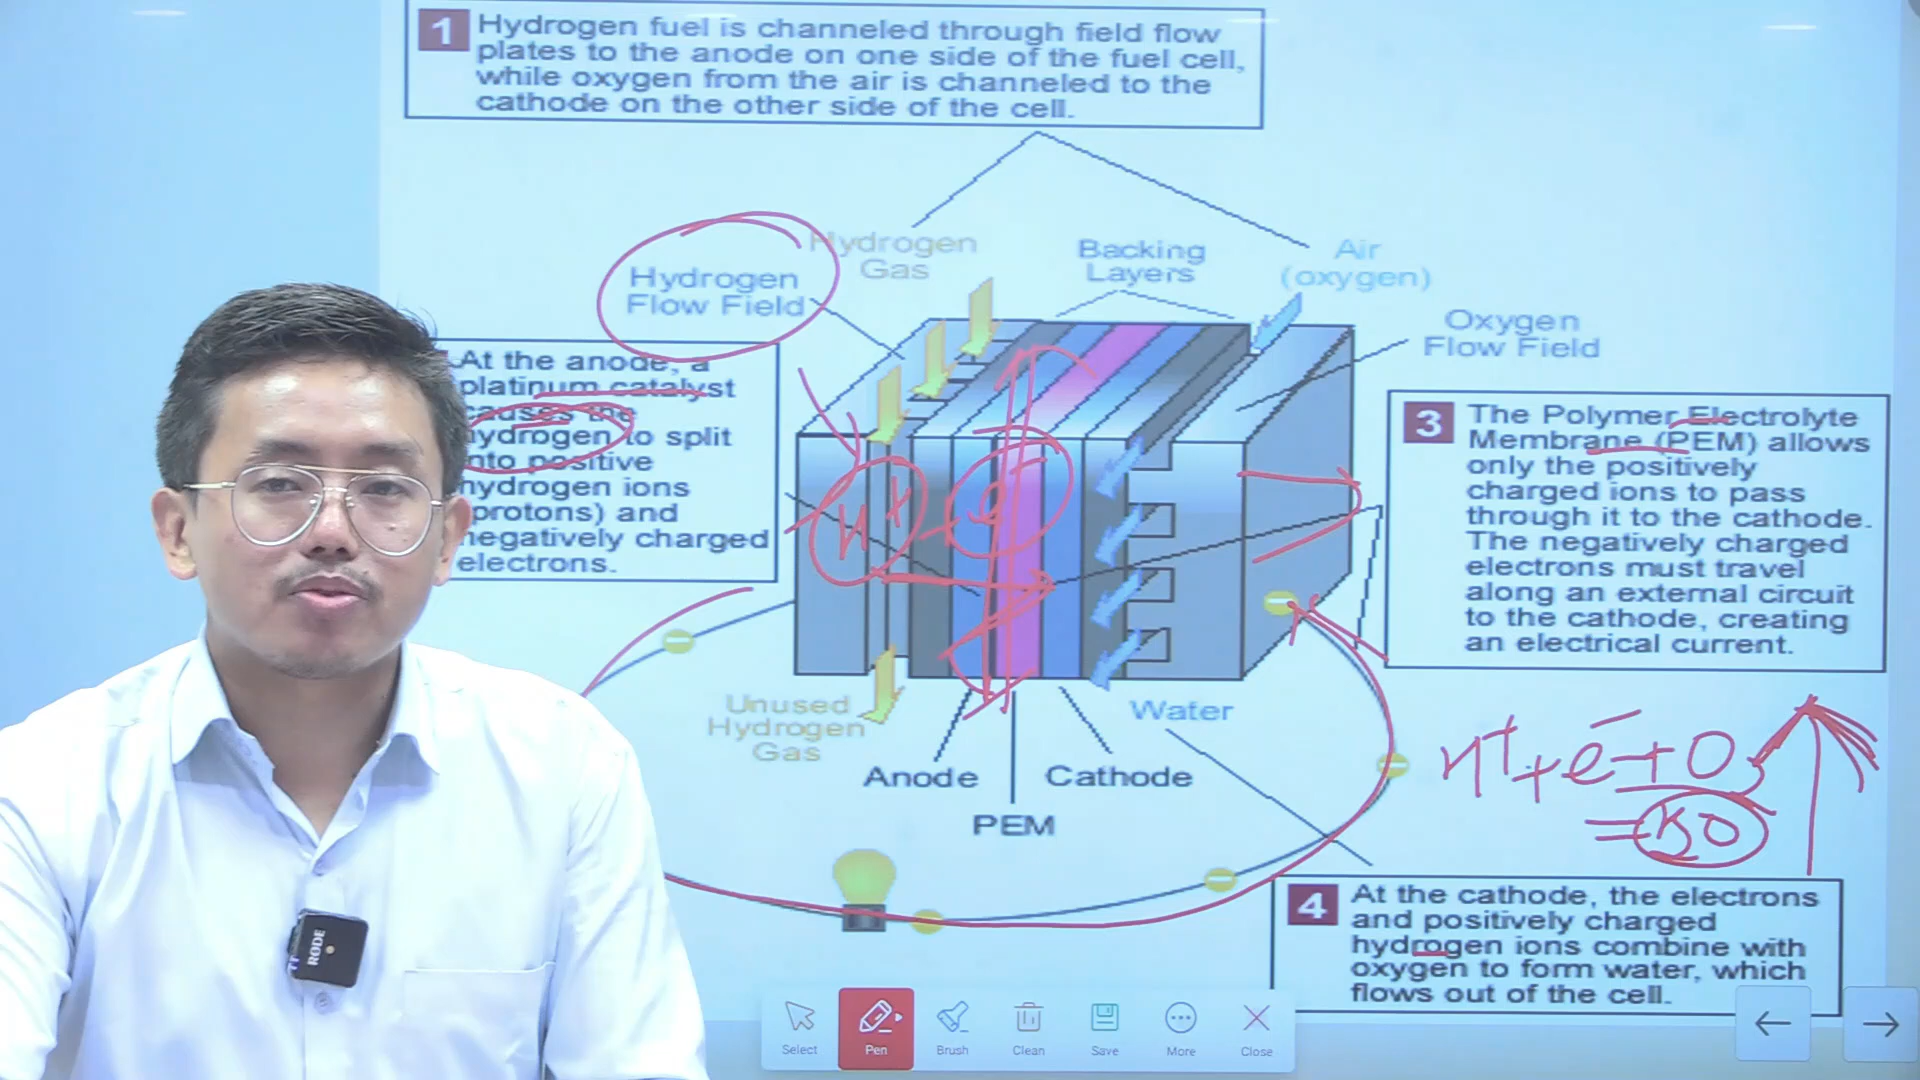 1 Hydrogen fuel is channeled through field flow
plates to the anode on one side of the fuel cell,
while oxygen from the air is channeled to the
cathode on the other side of the cell.
Hydrogen
Gas
Backing
Layers
Air
(oxygen)
Hydrogen
Flow Field
Oxygen
Flow Field
At the anode, a
platinum catalyst
causes the
hydrogen to split
into positive
hydrogen ions
(protons) and
negatively charged
electrons.
H+ + e-
3 The Polymer Electrolyte
Membrane (PEM) allows
only the positively
charged ions to pass
through it to the cathode.
The negatively charged
electrons must travel
along an external circuit
to the cathode, creating
an electrical current.
Unused
Hydrogen
Gas
Water
Anode
Cathode
PEM
H+ + e- + O2
=
4 At the cathode, the electrons
and positively charged
hydrogen ions combine with
oxygen to form water, which
flows out of the cell.
RODE
Select
Pen
Brush
Clean
Save
More
Close